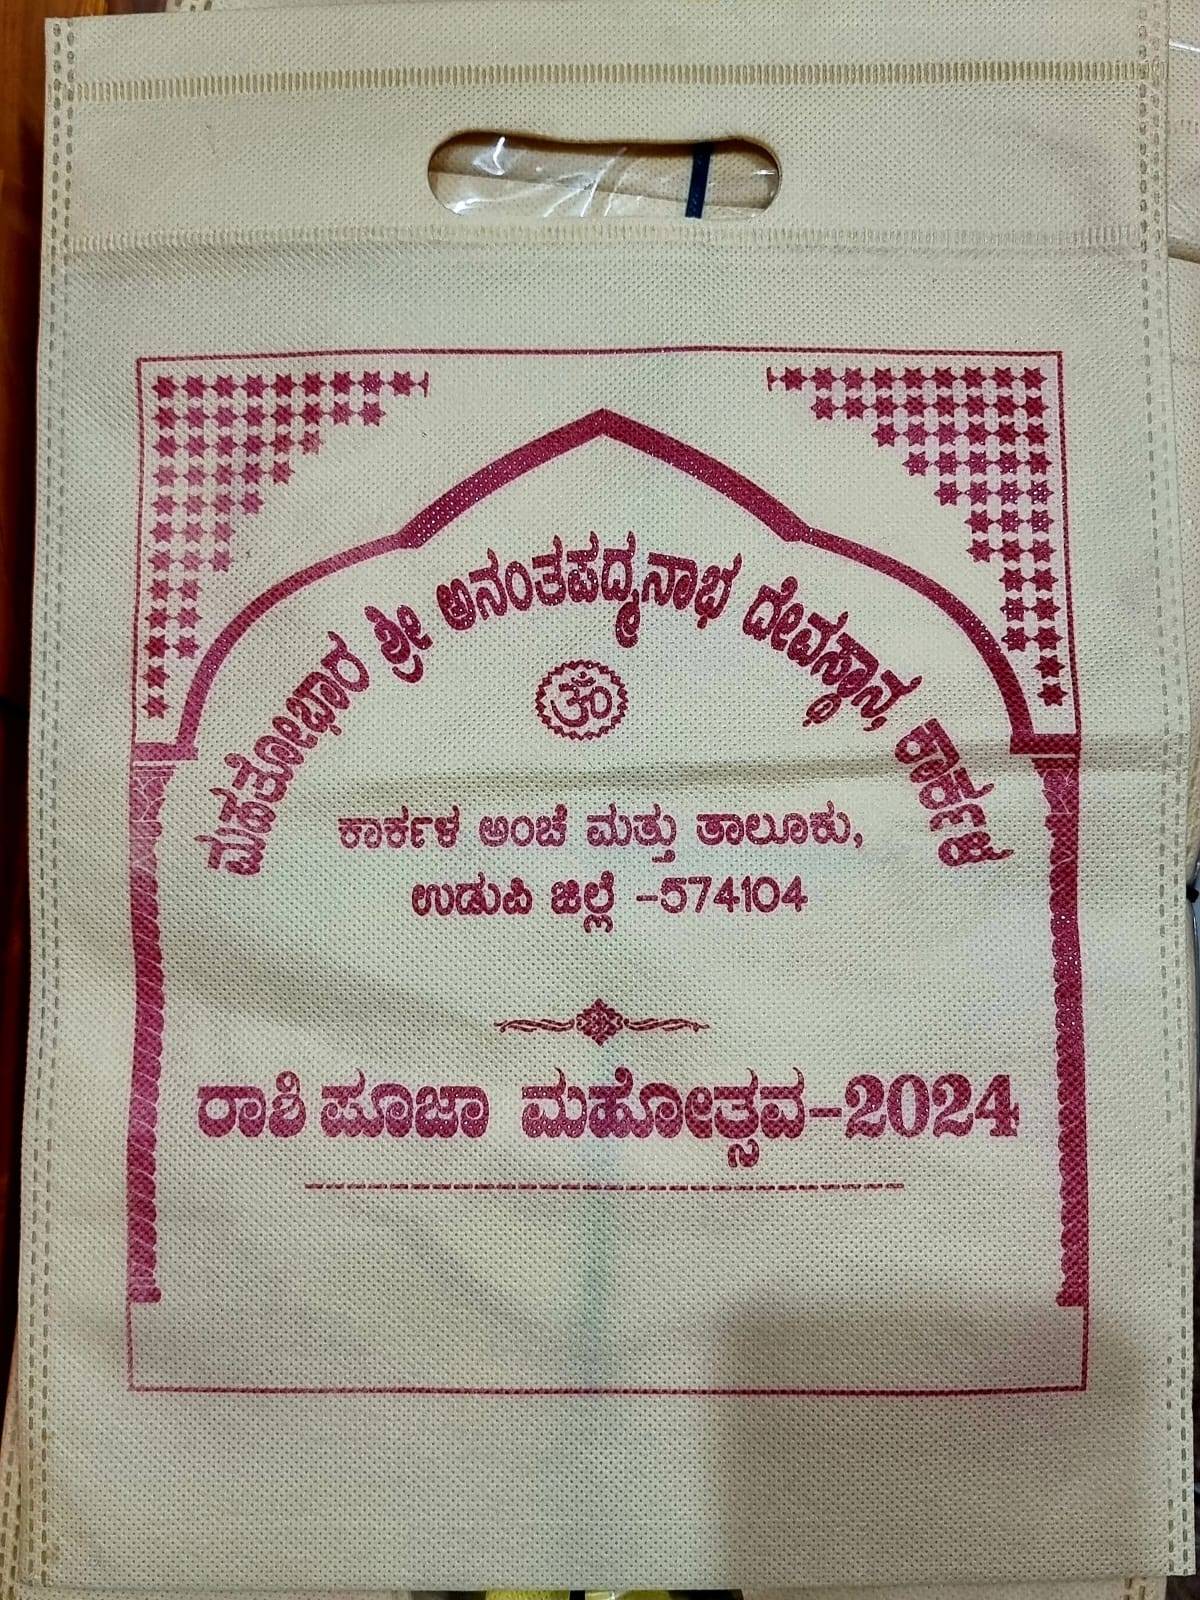 ಮಹತೋಭಾರ ಶ್ರೀ ಅನಂತಪದ್ಮನಾಭ ದೇವಸ್ಥಾನ, ಕಾರ್ಕಳ
ಓಂ
ಕಾರ್ಕಳ ಅಂಚೆ ಮತ್ತು ತಾಲೂಕು,
ಉಡುಪಿ ಜಿಲ್ಲೆ -574104
ರಾಶಿ ಪೂಜಾ ಮಹೋತ್ಸವ-2024